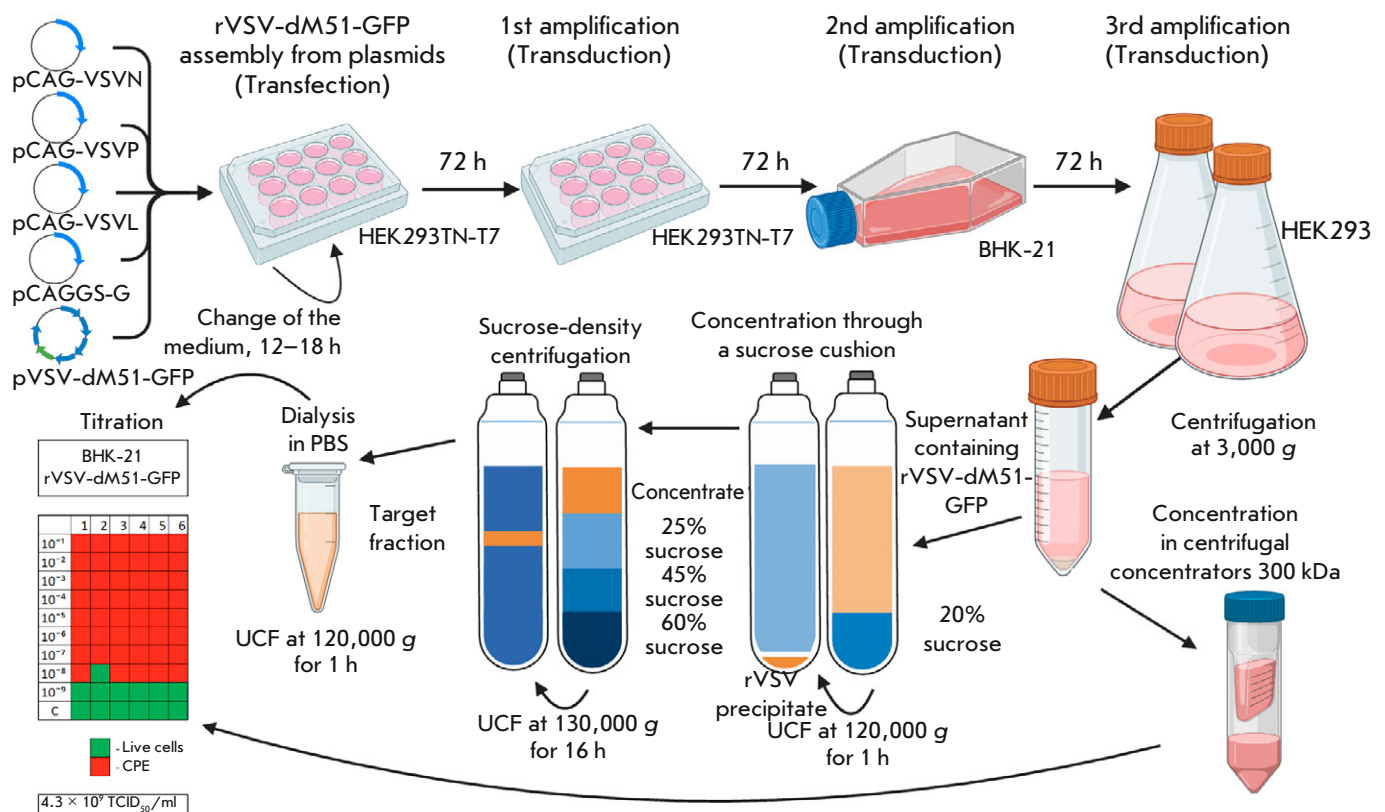 rVSV-dM51-GFP
assembly from plasmids
(Transfection)
1st amplification
(Transduction)
2nd amplification
(Transduction)
3rd amplification
(Transduction)
pCAG-VSVN
pCAG-VSVP
pCAG-VSVL
pCAGGS-G
pVSV-dM51-GFP
72 h
72 h
72 h
HEK293TN-T7
HEK293TN-T7
BHK-21
HEK293
Change of the
medium, 12–18 h
Centrifugation
at 3,000 g
Supernatant
containing
rVSV-dM51-
GFP
Concentration
in centrifugal
concentrators 300 kDa
Concentration through
a sucrose cushion
20%
sucrose
rVSV
precipitate
UCF at 120,000 g
for 1 h
Sucrose-density
centrifugation
Concentrate
25%
sucrose
45%
sucrose
60%
sucrose
UCF at 130,000 g
for 16 h
Dialysis
in PBS
Target
fraction
UCF at 120,000 g
for 1 h
Titration
BHK-21
rVSV-dM51-GFP
1 2 3 4 5 6
10⁻¹
10⁻²
10⁻³
10⁻⁴
10⁻⁵
10⁻⁶
10⁻⁷
10⁻⁸
10⁻⁹
C
- Live cells
- CPE
4.3 × 10⁹ TCID₅₀/ml